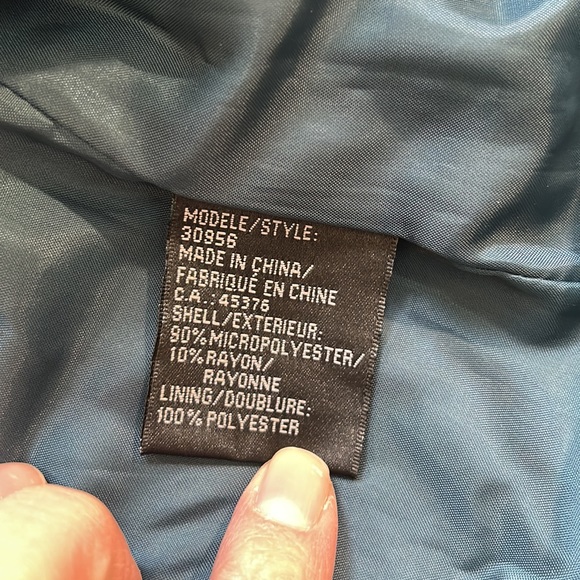 MODELE/STYLE:
30956
MADE IN CHINA/
FABRIQUÉ EN CHINE
C.A.:45376
SHELL/EXTERIEUR:
90%MICROPOLYESTER/
10%RAYON/
RAYONNE
LINING/DOUBLURE:
100%POLYESTER